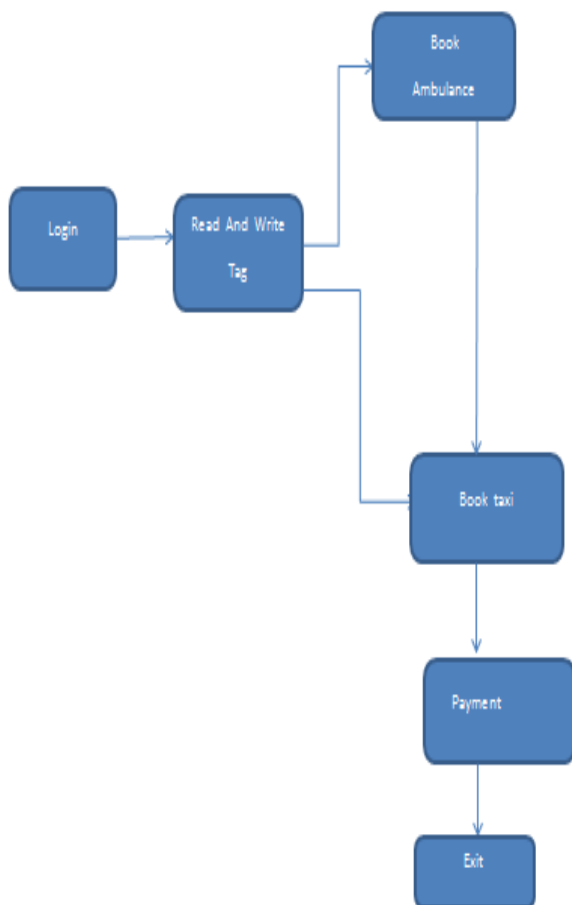 Book
Ambulance
Login
Read And Write
Tag
Book taxi
Payment
Exit